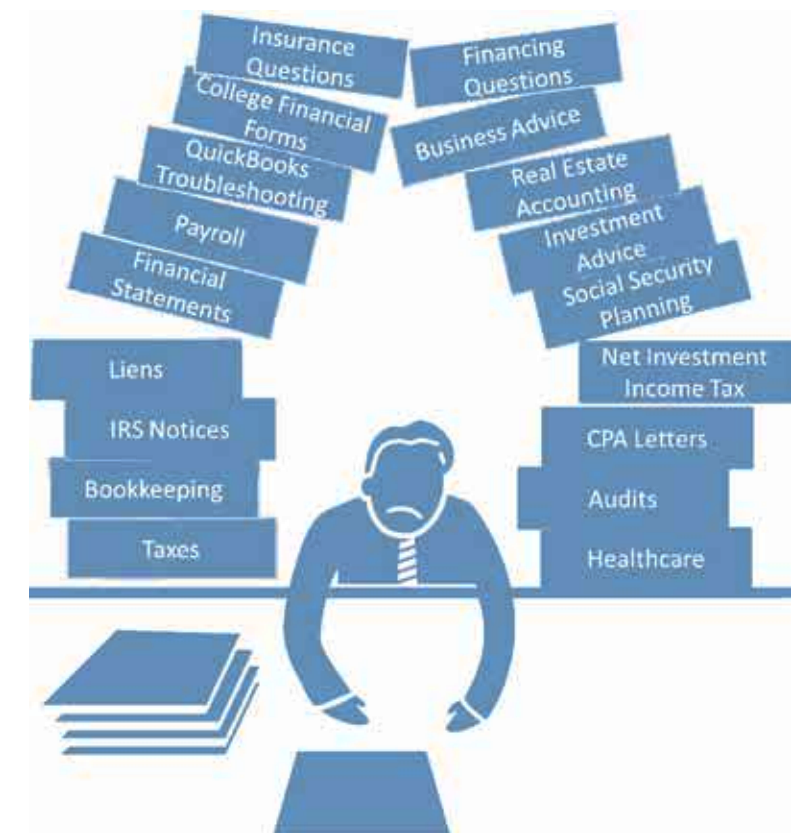 Insurance
Questions
College Financial
Forms
QuickBooks
Troubleshooting
Payroll
Financial
Statements
Liens
IRS Notices
Bookkeeping
Taxes
Financing
Questions
Business Advice
Real Estate
Accounting
Investment
Advice
Social Security
Planning
Net Investment
Income Tax
CPA Letters
Audits
Healthcare